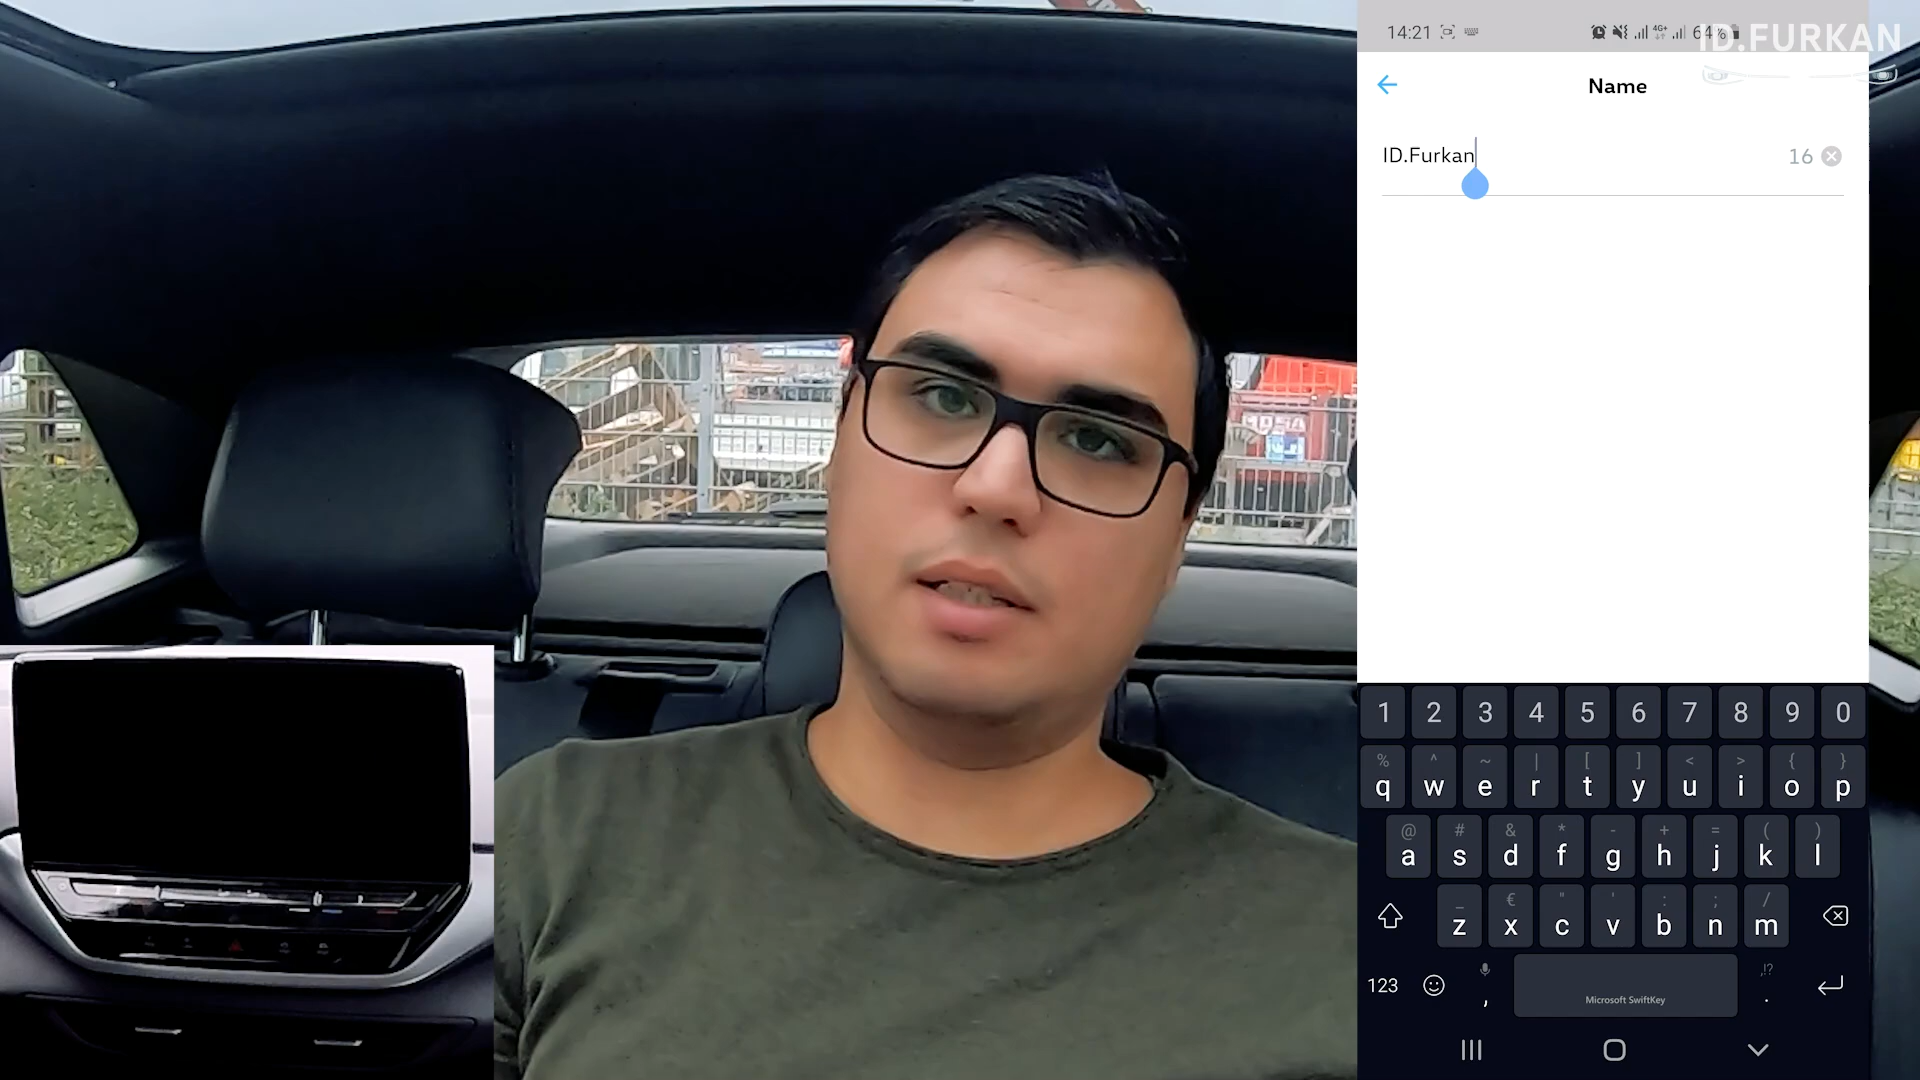 14:21
4G+
64%
ID.FURKAN
Name
ID.Furkan
16
1 2 3 4 5 6 7 8 9 0
% ^ ~ | [ ] < > { }
q w e r t y u i o p
@ # & * - + = ( )
a s d f g h j k l
_ € " ' : ; /
z x c v b n m
123 , .
,!?
Microsoft SwiftKey